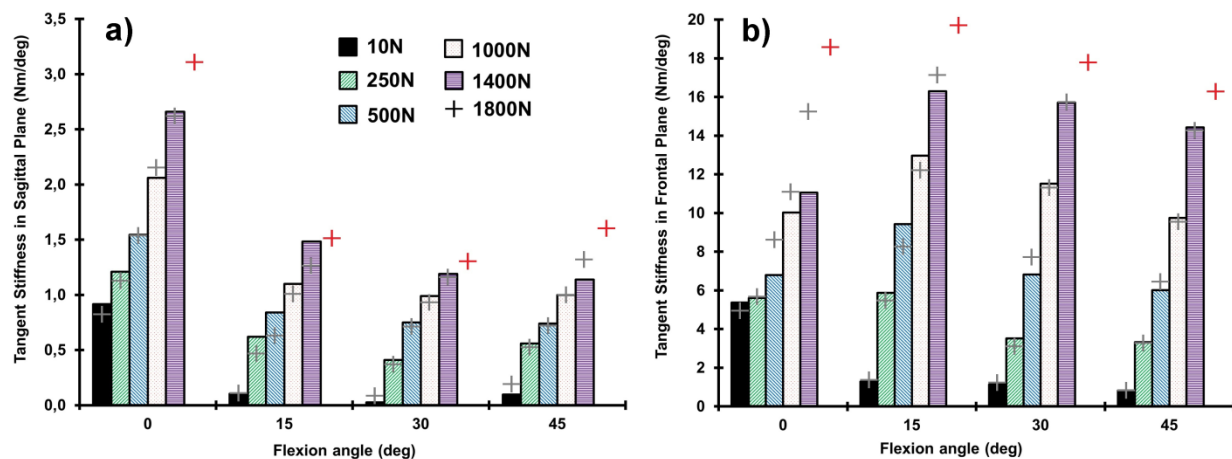 a)
Tangent Stiffness in Sagittal Plane (Nm/deg)
3,5
3,0
2,5
2,0
1,5
1,0
0,5
0,0
10N
250N
500N
1000N
1400N
1800N
0 15 30 45
Flexion angle (deg)
b)
Tangent Stiffness in Frontal Plane (Nm/deg)
20
18
16
14
12
10
8
6
4
2
0
0 15 30 45
Flexion angle (deg)